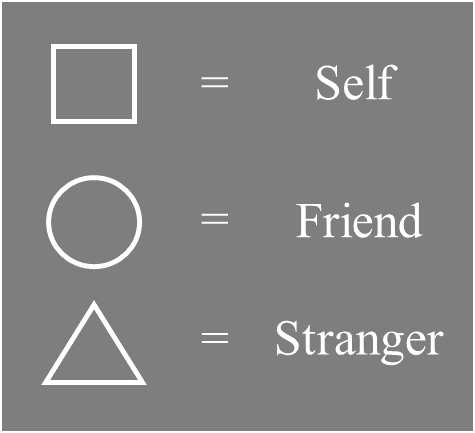 = Self
= Friend
= Stranger